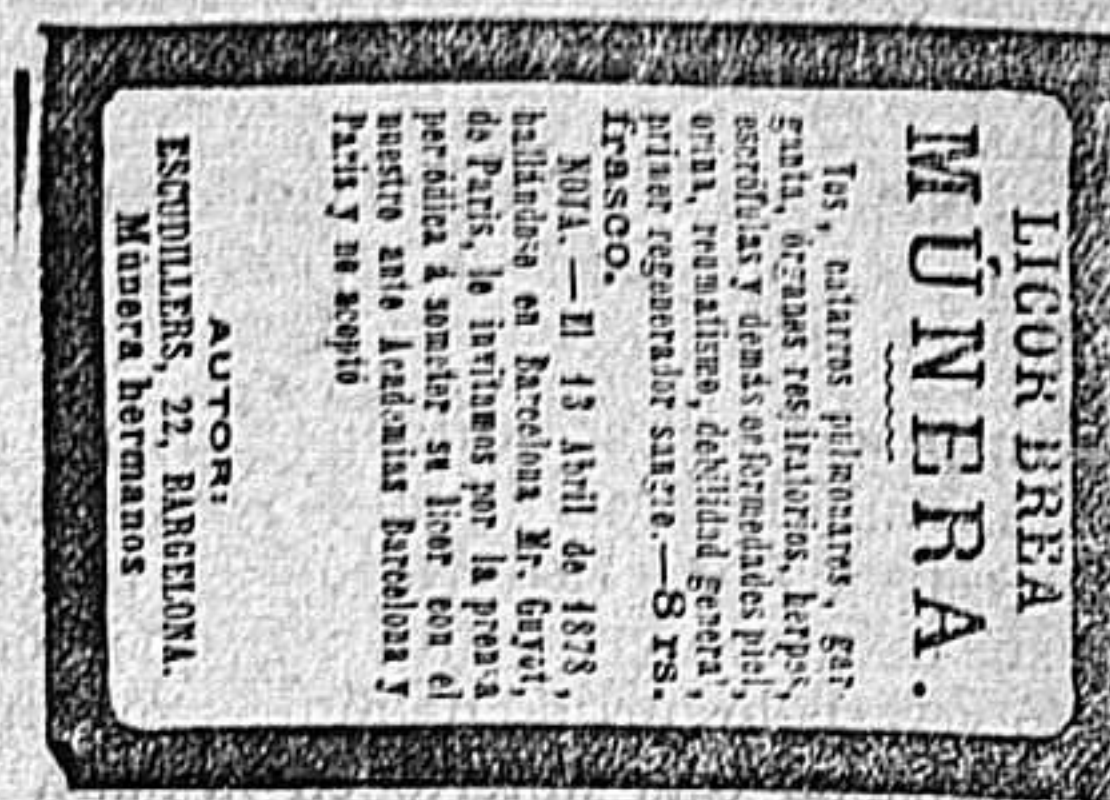 LICOR BREA
MÚNERA.
Tos, catarros pulmonares, gar
ganta, órganos respiratorios, herpes,
escrófulas y demás enfermedades piel,
orina, reumatismo, debilidad general,
primer regenerador sangre.—8 rs.
frasco.
NOTA.—El 13 Abril de 1878,
hallándose en Barcelona Mr. Guyot,
de París, le invitamos por la prensa
periódica á someter su licor con el
nuestro ante Academias Barcelona y
París y no aceptó
AUTOR:
ESCUDILLERS, 22, BARCELONA.
Múnera hermanos